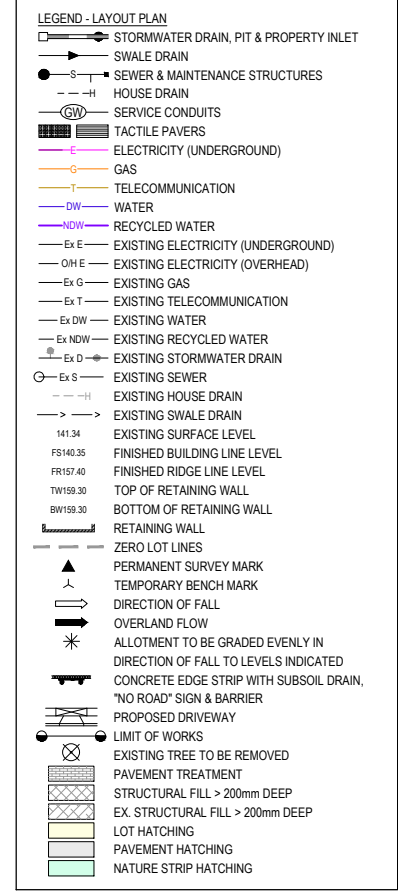 LEGEND - LAYOUT PLAN
STORMWATER DRAIN, PIT & PROPERTY INLET
SWALE DRAIN
S SEWER & MAINTENANCE STRUCTURES
H HOUSE DRAIN
GW SERVICE CONDUITS
TACTILE PAVERS
E ELECTRICITY (UNDERGROUND)
G GAS
T TELECOMMUNICATION
DW WATER
NDW RECYCLED WATER
Ex E EXISTING ELECTRICITY (UNDERGROUND)
O/H E EXISTING ELECTRICITY (OVERHEAD)
Ex G EXISTING GAS
Ex T EXISTING TELECOMMUNICATION
Ex DW EXISTING WATER
Ex NDW EXISTING RECYCLED WATER
Ex D EXISTING STORMWATER DRAIN
Ex S EXISTING SEWER
H EXISTING HOUSE DRAIN
> > EXISTING SWALE DRAIN
141.34 EXISTING SURFACE LEVEL
FS140.35 FINISHED BUILDING LINE LEVEL
FR157.40 FINISHED RIDGE LINE LEVEL
TW159.30 TOP OF RETAINING WALL
BW159.30 BOTTOM OF RETAINING WALL
RETAINING WALL
ZERO LOT LINES
PERMANENT SURVEY MARK
TEMPORARY BENCH MARK
DIRECTION OF FALL
OVERLAND FLOW
ALLOTMENT TO BE GRADED EVENLY IN
DIRECTION OF FALL TO LEVELS INDICATED
CONCRETE EDGE STRIP WITH SUBSOIL DRAIN,
"NO ROAD" SIGN & BARRIER
PROPOSED DRIVEWAY
LIMIT OF WORKS
EXISTING TREE TO BE REMOVED
PAVEMENT TREATMENT
STRUCTURAL FILL > 200mm DEEP
EX. STRUCTURAL FILL > 200mm DEEP
LOT HATCHING
PAVEMENT HATCHING
NATURE STRIP HATCHING